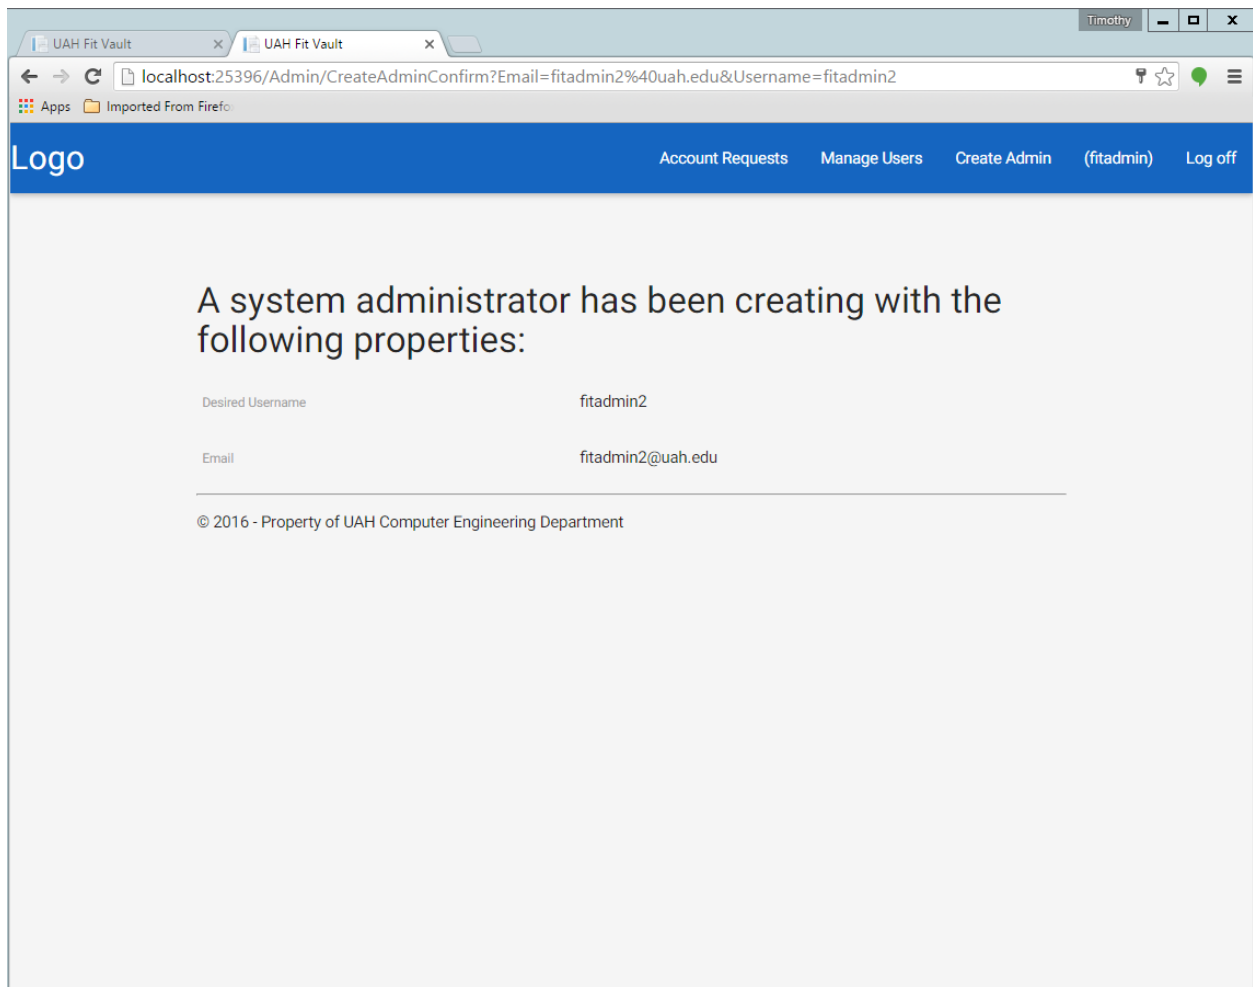 Timothy
UAH Fit Vault
UAH Fit Vault
localhost:25396/Admin/CreateAdminConfirm?Email=fitadmin2%40uah.edu&Username=fitadmin2
Apps Imported From Firefo
Logo Account Requests Manage Users Create Admin (fitadmin) Log off
A system administrator has been creating with the
following properties:
Desired Username fitadmin2
Email fitadmin2@uah.edu
© 2016 - Property of UAH Computer Engineering Department